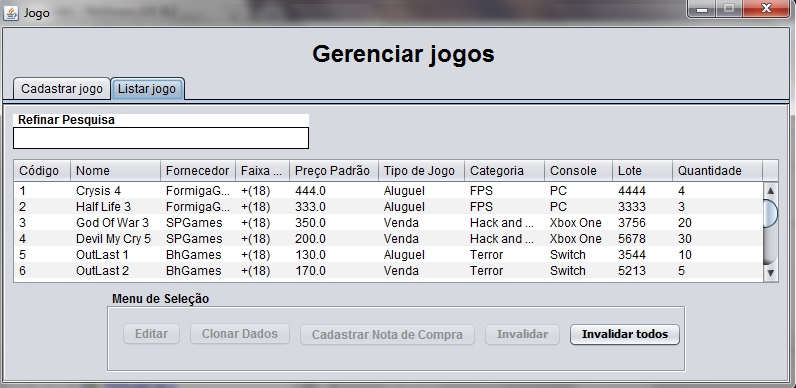 Jogo
Gerenciar jogos
Cadastrar jogo Listar jogo
Refinar Pesquisa
Código Nome Fornecedor Faixa ... Preço Padrão Tipo de Jogo Categoria Console Lote Quantidade
1 Crysis 4 FormigaG... +(18) 444.0 Aluguel FPS PC 4444 4
2 Half Life 3 FormigaG... +(18) 333.0 Aluguel FPS PC 3333 3
3 God Of War 3 SPGames +(18) 350.0 Venda Hack and ... Xbox One 3756 20
4 Devil My Cry 5 SPGames +(18) 200.0 Venda Hack and ... Xbox One 5678 30
5 OutLast 1 BhGames +(18) 130.0 Aluguel Terror Switch 3544 10
6 OutLast 2 BhGames +(18) 170.0 Venda Terror Switch 5213 5
Menu de Seleção
Editar Clonar Dados Cadastrar Nota de Compra Invalidar Invalidar todos